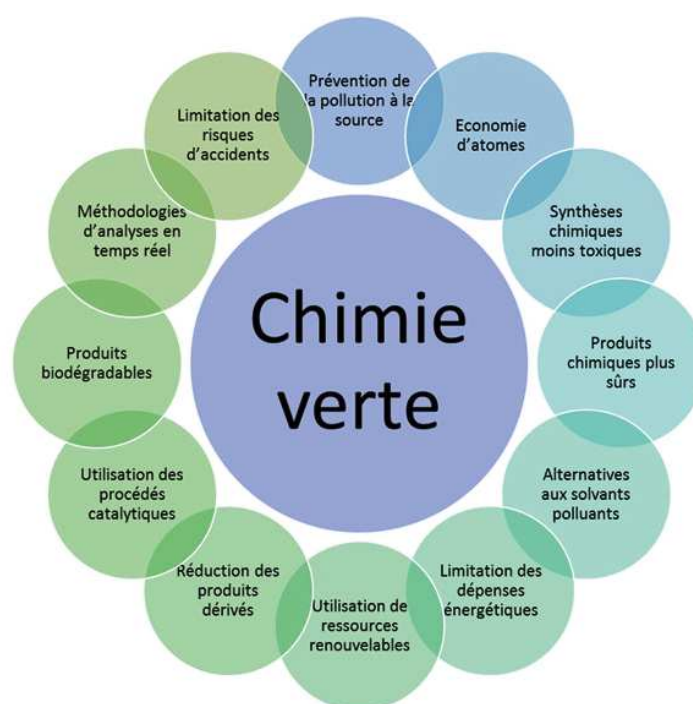 Prévention de
la pollution à la
source
Economie
d'atomes
Synthèses
chimiques
moins toxiques
Produits
chimiques plus
sûrs
Alternatives
aux solvants
polluants
Limitation des
dépenses
énergétiques
Utilisation de
ressources
renouvelables
Réduction des
produits
dérivés
Utilisation des
procédés
catalytiques
Produits
biodégradables
Méthodologies
d'analyses en
temps réel
Limitation des
risques
d'accidents
Chimie
verte